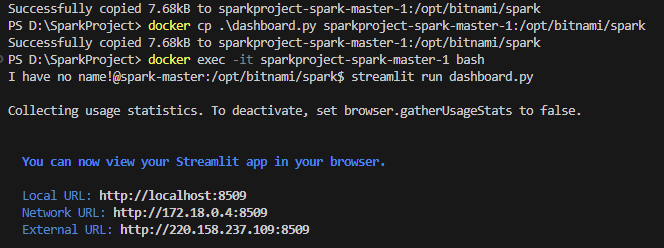 Successfully copied 7.68kB to sparkproject-spark-master-1:/opt/bitnami/spark
PS D:\SparkProject> docker cp .\dashboard.py sparkproject-spark-master-1:/opt/bitnami/spark
Successfully copied 7.68kB to sparkproject-spark-master-1:/opt/bitnami/spark
PS D:\SparkProject> docker exec -it sparkproject-spark-master-1 bash
I have no name!@spark-master:/opt/bitnami/spark$ streamlit run dashboard.py
Collecting usage statistics. To deactivate, set browser.gatherUsageStats to false.
You can now view your Streamlit app in your browser.
Local URL: http://localhost:8509
Network URL: http://172.18.0.4:8509
External URL: http://220.158.237.109:8509